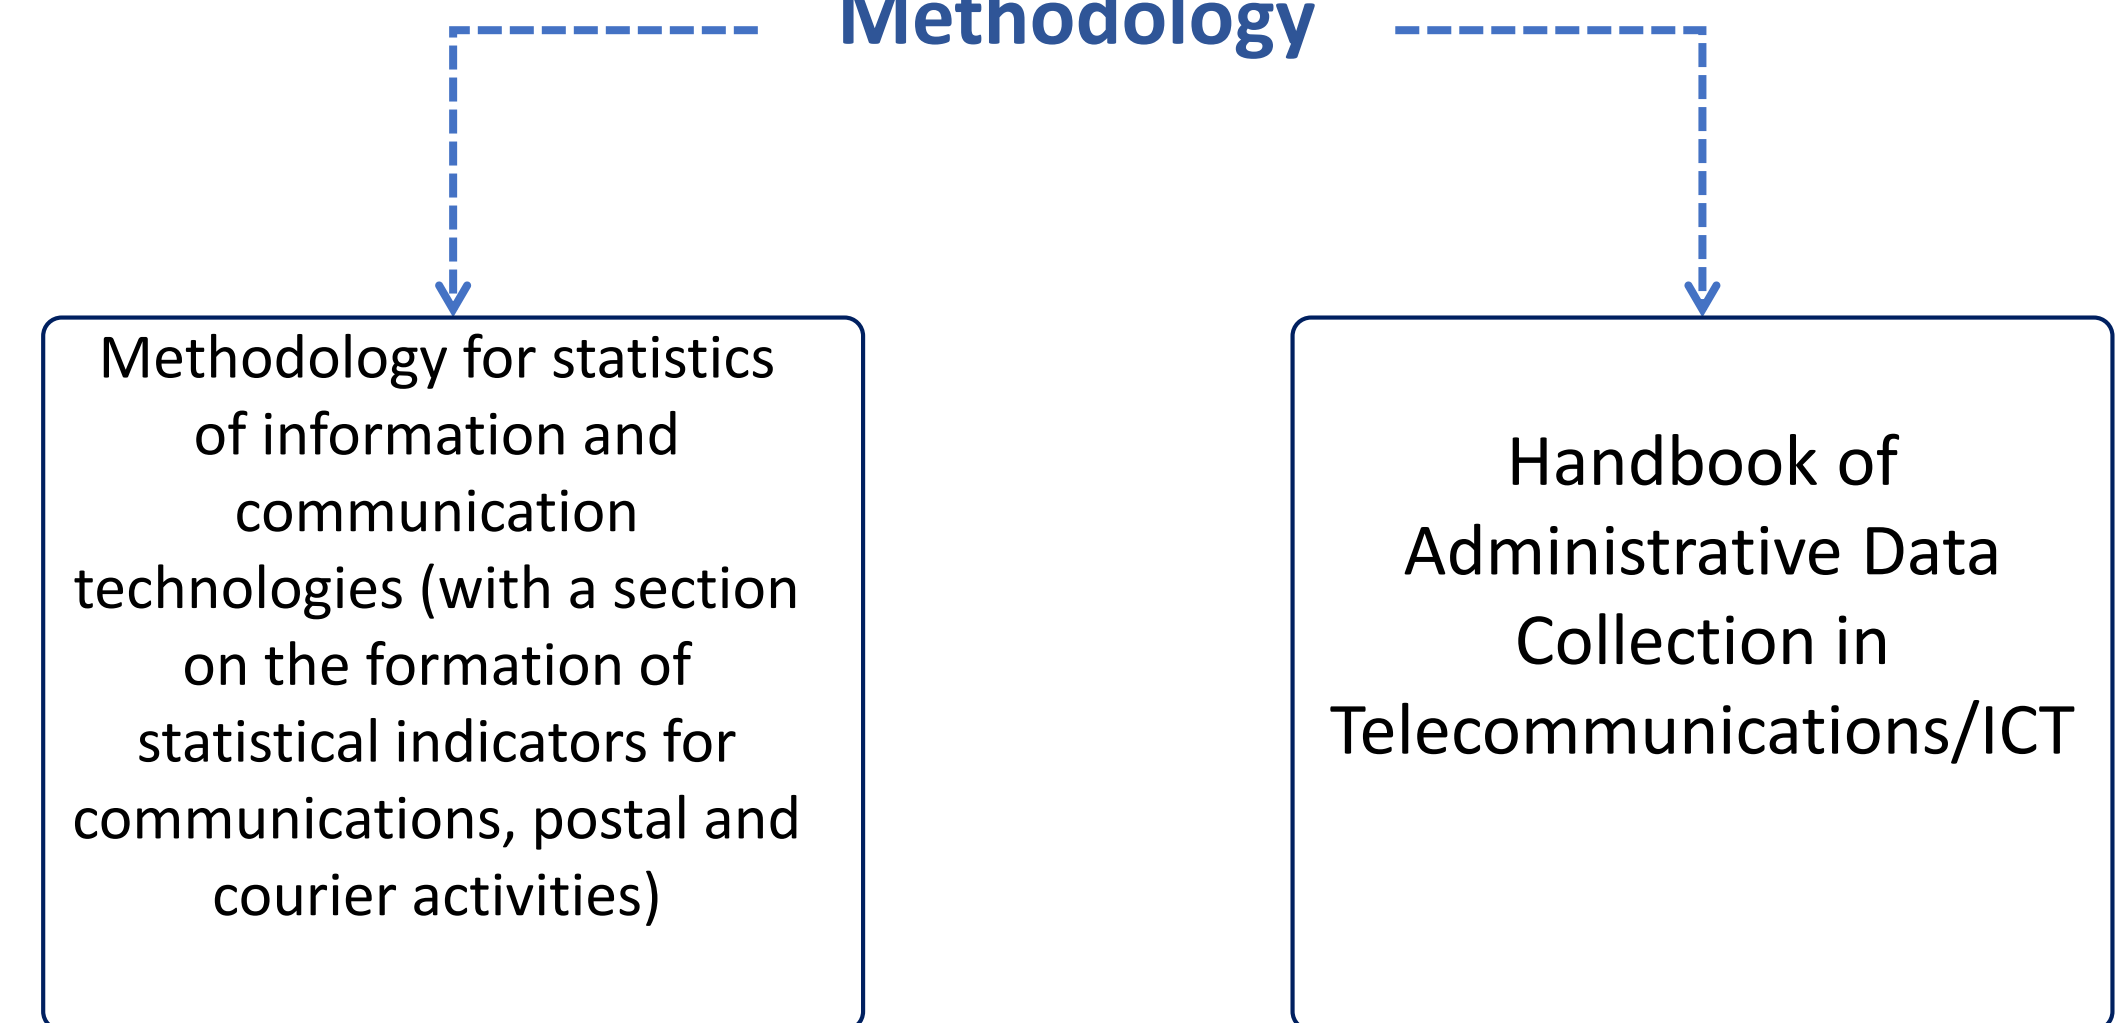 Methodology
Methodology for statistics
of information and
communication
technologies (with a section
on the formation of
statistical indicators for
communications, postal and
courier activities)
Handbook of
Administrative Data
Collection in
Telecommunications/ICT